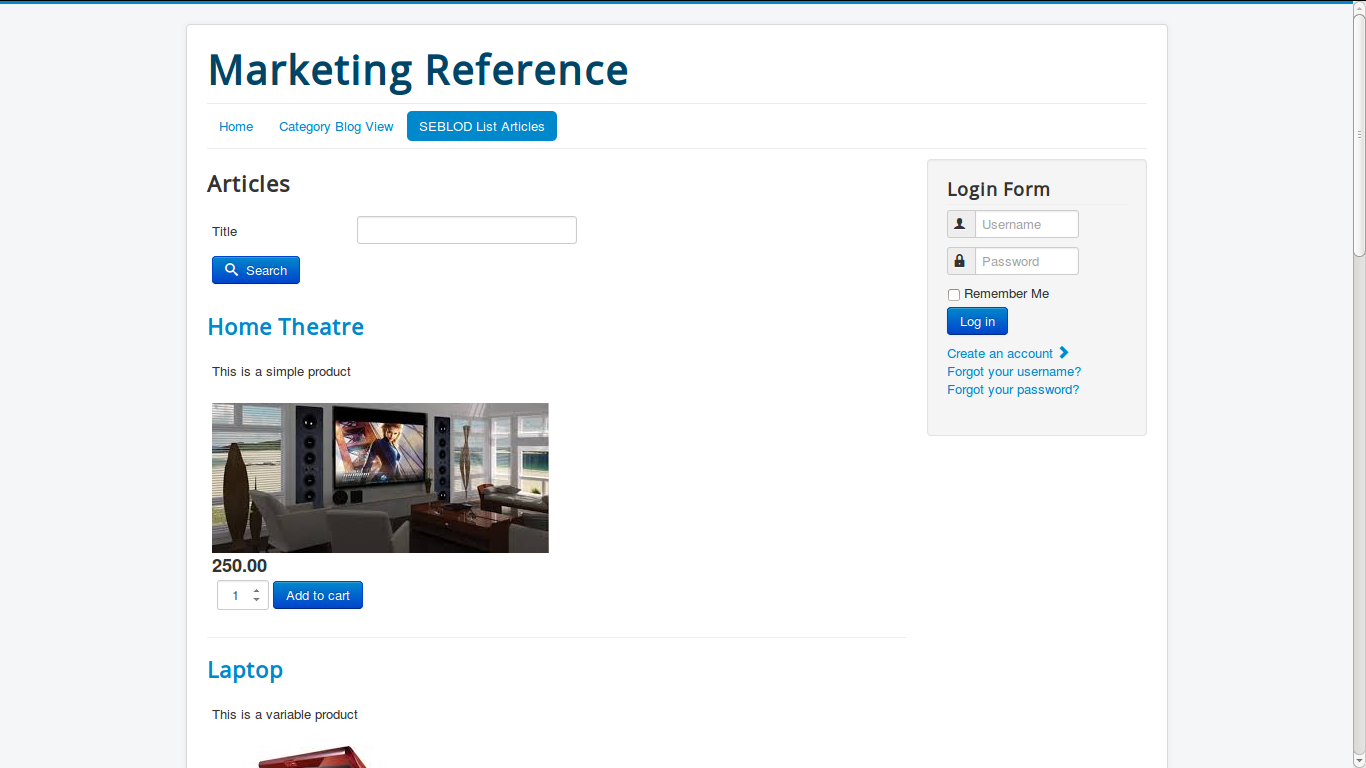 Marketing Reference
Home Category Blog View SEBLOD List Articles
Articles
Title
Search
Home Theatre
This is a simple product
250.00
1 Add to cart
Laptop
This is a variable product
Login Form
Username
Password
Remember Me
Log in
Create an account
Forgot your username?
Forgot your password?